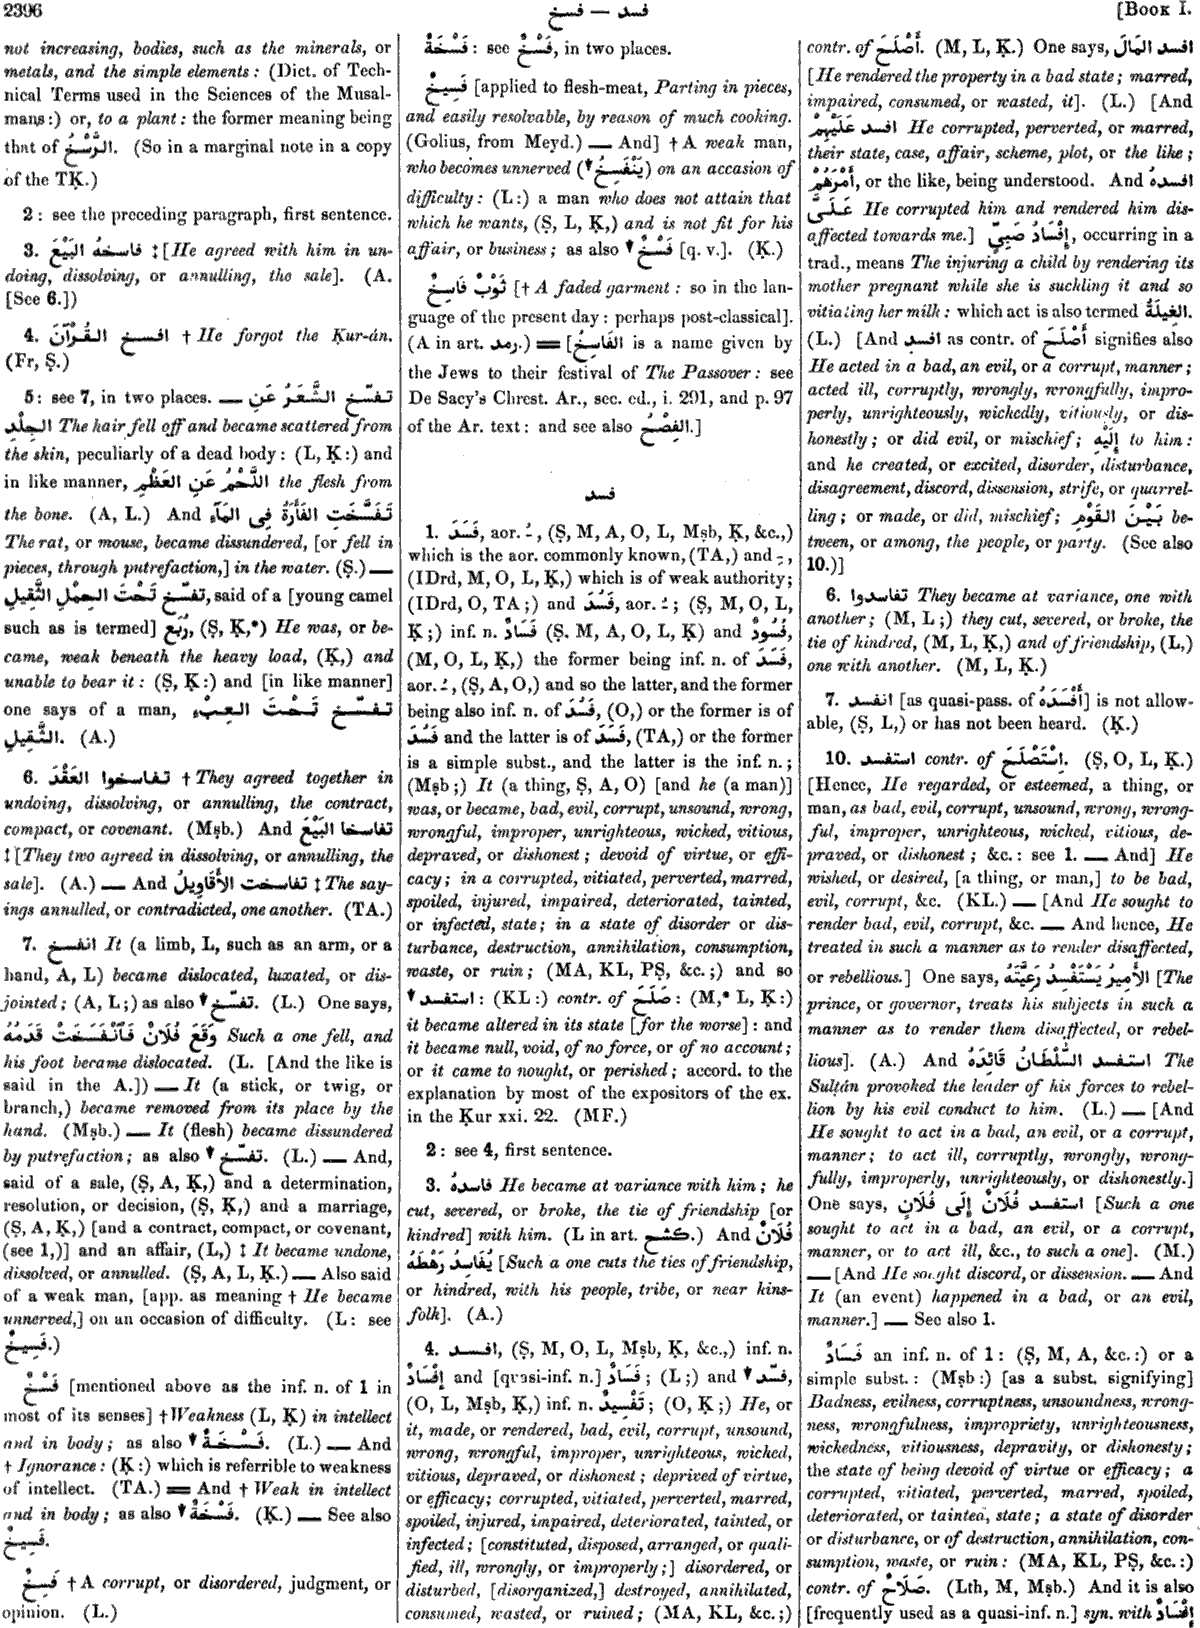 2396
فسخ — فسد
[BOOK I.
not increasing, bodies, such as the minerals, or
metals, and the simple elements: (Dict. of Tech-
nical Terms used in the Sciences of the Musal-
mans:) or, to a plant: the former meaning being
that of الرُّسْخُ. (So in a marginal note in a copy
of the TḲ.)
2: see the preceding paragraph, first sentence.
3. فاسخهُ البَيْعَ ‡ [He agreed with him in un-
doing, dissolving, or annulling, the sale]. (A.
[See 6.])
4. افسخ القُرْآنَ † He forgot the Ḳur-án.
(Fr, Ṣ.)
5: see 7, in two places. — تفسّخ الشَّعَرُ عَنِ
الجِلْدِ The hair fell off and became scattered from
the skin, peculiarly of a dead body: (L, Ḳ:) and
in like manner, اللَّحْمُ عَنِ العَظْمِ the flesh from
the bone. (A, L.) And تَفَسَّخَتِ الفَأْرَةُ فِى المَآءِ
The rat, or mouse, became dissundered, [or fell in
pieces, through putrefaction,] in the water. (Ṣ.) —
تفسّخ تَحْتَ الحِمْلِ الثَّقِيلِ, said of a [young camel
such as is termed] رُبَع, (Ṣ, Ḳ,*) He was, or be-
came, weak beneath the heavy load, (Ḳ,) and
unable to bear it: (Ṣ, Ḳ:) and [in like manner]
one says of a man, تفسّخ تَحْتَ العِبْءِ
الثَّقِيلِ. (A.)
6. تفاسخوا العَقْدَ † They agreed together in
undoing, dissolving, or annulling, the contract,
compact, or covenant. (Mṣb.) And تفاسخا البَيْعَ
‡ [They two agreed in dissolving, or annulling, the
sale]. (A.) — And تفاسخت الأَقَاوِيلُ ‡ The say-
ings annulled, or contradicted, one another. (TA.)
7. انفسخ It (a limb, L, such as an arm, or a
hand, A, L) became dislocated, luxated, or dis-
jointed; (A, L;) as also ▼ تفسّخ. (L.) One says,
وَقَعَ فُلَانٌ فَٱنْفَسَخَتْ قَدَمُهُ Such a one fell, and
his foot became dislocated. (L. [And the like is
said in the A.]) — It (a stick, or twig, or
branch,) became removed from its place by the
hand. (Mṣb.) — It (flesh) became dissundered
by putrefaction; as also ▼ تفسّخ. (L.) — And,
said of a sale, (Ṣ, A, Ḳ,) and a determination,
resolution, or decision, (Ṣ, Ḳ,) and a marriage,
(Ṣ, A, Ḳ,) [and a contract, compact, or covenant,
(see 1,)] and an affair, (L,) ‡ It became undone,
dissolved, or annulled. (Ṣ, A, L, Ḳ.) — Also said
of a weak man, [app. as meaning † He became
unnerved,] on an occasion of difficulty. (L: see
فَسِيخٌ.)
فَسْخٌ [mentioned above as the inf. n. of 1 in
most of its senses] † Weakness (L, Ḳ) in intellect
and in body; as also ▼ فَسْخَةٌ. (L.) — And
† Ignorance: (Ḳ:) which is referrible to weakness
of intellect. (TA.) = And † Weak in intellect
and in body; as also ▼ فَسْخَةٌ. (Ḳ.) — See also
فَسِيخٌ.
فَسِخٌ † A corrupt, or disordered, judgment, or
opinion. (L.)
فَسْخَةٌ: see فَسْخٌ, in two places.
فَسِيخٌ [applied to flesh-meat, Parting in pieces,
and easily resolvable, by reason of much cooking.
(Golius, from Meyd.) — And] † A weak man,
who becomes unnerved (▼ يَنْفَسِخُ) on an occasion of
difficulty: (L:) a man who does not attain that
which he wants, (Ṣ, L, Ḳ,) and is not fit for his
affair, or business; as also ▼ فَسْخٌ [q. v.]. (Ḳ.)
ثَوْبٌ فَاسِخٌ [† A faded garment: so in the lan-
guage of the present day: perhaps post-classical].
(A in art. رمد.) = [الفَاسِخُ is a name given by
the Jews to their festival of The Passover: see
De Sacy's Chrest. Ar., sec. ed., i. 291, and p. 97
of the Ar. text: and see also الفِصْحُ.]
فسد
1. فَسَدَ, aor. ـُ, (Ṣ, M, A, O, L, Mṣb, Ḳ, &c.,)
which is the aor. commonly known, (TA,) and ـِ,
(IDrd, M, O, L, Ḳ,) which is of weak authority;
(IDrd, O, TA;) and فَسُدَ, aor. ـُ; (Ṣ, M, O, L,
Ḳ;) inf. n. فَسَادٌ (Ṣ, M, A, O, L, Ḳ) and فُسُودٌ,
(M, O, L, Ḳ,) the former being inf. n. of فَسَدَ,
aor. ـُ, (Ṣ, A, O,) and so the latter, and the former
being also inf. n. of فَسُدَ, (O,) or the former is of
فَسُدَ and the latter is of فَسَدَ, (TA,) or the former
is a simple subst., and the latter is the inf. n.;
(Mṣb;) It (a thing, Ṣ, A, O) [and he (a man)]
was, or became, bad, evil, corrupt, unsound, wrong,
wrongful, improper, unrighteous, wicked, vitious,
depraved, or dishonest; devoid of virtue, or effi-
cacy; in a corrupted, vitiated, perverted, marred,
spoiled, injured, impaired, deteriorated, tainted,
or infected, state; in a state of disorder or dis-
turbance, destruction, annihilation, consumption,
waste, or ruin; (MA, KL, PṢ, &c.;) and so
▼ استفسد: (KL:) contr. of صَلَحَ: (M,* L, Ḳ:)
it became altered in its state [for the worse]: and
it became null, void, of no force, or of no account;
or it came to nought, or perished; accord. to the
explanation by most of the expositors of the ex.
in the Ḳur xxi. 22. (MF.)
2: see 4, first sentence.
3. فاسدهُ He became at variance with him; he
cut, severed, or broke, the tie of friendship [or
kindred] with him. (L in art. كشح.) And فُلَانٌ
يُفَاسِدُ رَهْطَهُ [Such a one cuts the ties of friendship,
or hindred, with his people, tribe, or near kins-
folk]. (A.)
4. افسد, (Ṣ, M, O, L, Mṣb, Ḳ, &c.,) inf. n.
إِفْسَادٌ and [quasi-inf. n.] فَسَادٌ; (L;) and ▼ فسّد,
(O, L, Mṣb, Ḳ,) inf. n. تَفْسِيدٌ; (O, Ḳ;) He, or
it, made, or rendered, bad, evil, corrupt, unsound,
wrong, wrongful, improper, unrighteous, wicked,
vitious, depraved, or dishonest; deprived of virtue,
or efficacy; corrupted, vitiated, perverted, marred,
spoiled, injured, impaired, deteriorated, tainted, or
infected; [constituted, disposed, arranged, or quali-
fied, ill, wrongly, or improperly;] disordered, or
disturbed, [disorganized,] destroyed, annihilated,
consumed, wasted, or ruined; (MA, KL, &c.;)
contr. of أَصْلَحَ. (M, L, Ḳ.) One says, افسد المَالَ
[He rendered the property in a bad state; marred,
impaired, consumed, or wasted, it]. (L.) [And
افسد عَلَيْهِمْ He corrupted, perverted, or marred,
their state, case, affair, scheme, plot, or the like;
أَمْرَهُمْ, or the like, being understood. And افسدهُ
عَلَىَّ He corrupted him and rendered him dis-
affected towards me.] إِفْسَادُ صَبِىٍّ, occurring in a
trad., means The injuring a child by rendering its
mother pregnant while she is suckling it and so
vitiating her milk: which act is also termed الغِيلَةُ.
(L.) [And افسد as contr. of أَصْلَحَ signifies also
He acted in a bad, an evil, or a corrupt, manner;
acted ill, corruptly, wrongly, wrongfully, impro-
perly, unrighteously, wickedly, vitiously, or dis-
honestly; or did evil, or mischief; إِلَيْهِ to him:
and he created, or excited, disorder, disturbance,
disagreement, discord, dissension, strife, or quarrel-
ling; or made, or did, mischief; بَيْنَ القَوْمِ be-
tween, or among, the people, or party. (See also
10.)]
6. تفاسدوا They became at variance, one with
another; (M, L;) they cut, severed, or broke, the
tie of kindred, (M, L, Ḳ,) and of friendship, (L,)
one with another. (M, L, Ḳ.)
7. انفسد [as quasi-pass. of أَفْسَدَهُ] is not allow-
able, (Ṣ, L,) or has not been heard. (Ḳ.)
10. استفسد contr. of اِسْتَصْلَحَ. (Ṣ, O, L, Ḳ.)
[Hence, He regarded, or esteemed, a thing, or
man, as bad, evil, corrupt, unsound, wrong, wrong-
ful, improper, unrighteous, wicked, vitious, de-
praved, or dishonest; &c.: see 1. — And] He
wished, or desired, [a thing, or man,] to be bad,
evil, corrupt, &c. (KL.) — [And He sought to
render bad, evil, corrupt, &c. — And hence, He
treated in such a manner as to render disaffected,
or rebellious.] One says, الأَمِيرُ يَسْتَفْسِدُ رَعِيَّتَهُ [The
prince, or governor, treats his subjects in such a
manner as to render them disaffected, or rebel-
lious]. (A.) And استفسد السُّلْطَانُ قَائِدَهُ The
Sulṭán provoked the leader of his forces to rebel-
lion by his evil conduct to him. (L.) — [And
He sought to act in a bad, an evil, or a corrupt,
manner; to act ill, corruptly, wrongly, wrong-
fully, improperly, unrighteously, or dishonestly.]
One says, استفسد فُلَانٌ إِلَى فُلَانٍ [Such a one
sought to act in a bad, an evil, or a corrupt,
manner, or to act ill, &c., to such a one]. (M.)
— [And He sought discord, or dissension. — And
It (an event) happened in a bad, or an evil,
manner.] — See also 1.
فَسَادٌ an inf. n. of 1: (Ṣ, M, A, &c.:) or a
simple subst.: (Mṣb:) [as a subst. signifying]
Badness, evilness, corruptness, unsoundness, wrong-
ness, wrongfulness, impropriety, unrighteousness,
wickedness, vitiousness, depravity, or dishonesty;
the state of being devoid of virtue or efficacy; a
corrupted, vitiated, perverted, marred, spoiled,
deteriorated, or tainted, state; a state of disorder
or disturbance, or of destruction, annihilation, con-
sumption, waste, or ruin: (MA, KL, PṢ, &c.:)
contr. of صَلَاحٌ. (Lth, M, Mṣb.) And it is also
[frequently used as a quasi-inf. n.] syn. with إِفْسَادٌ